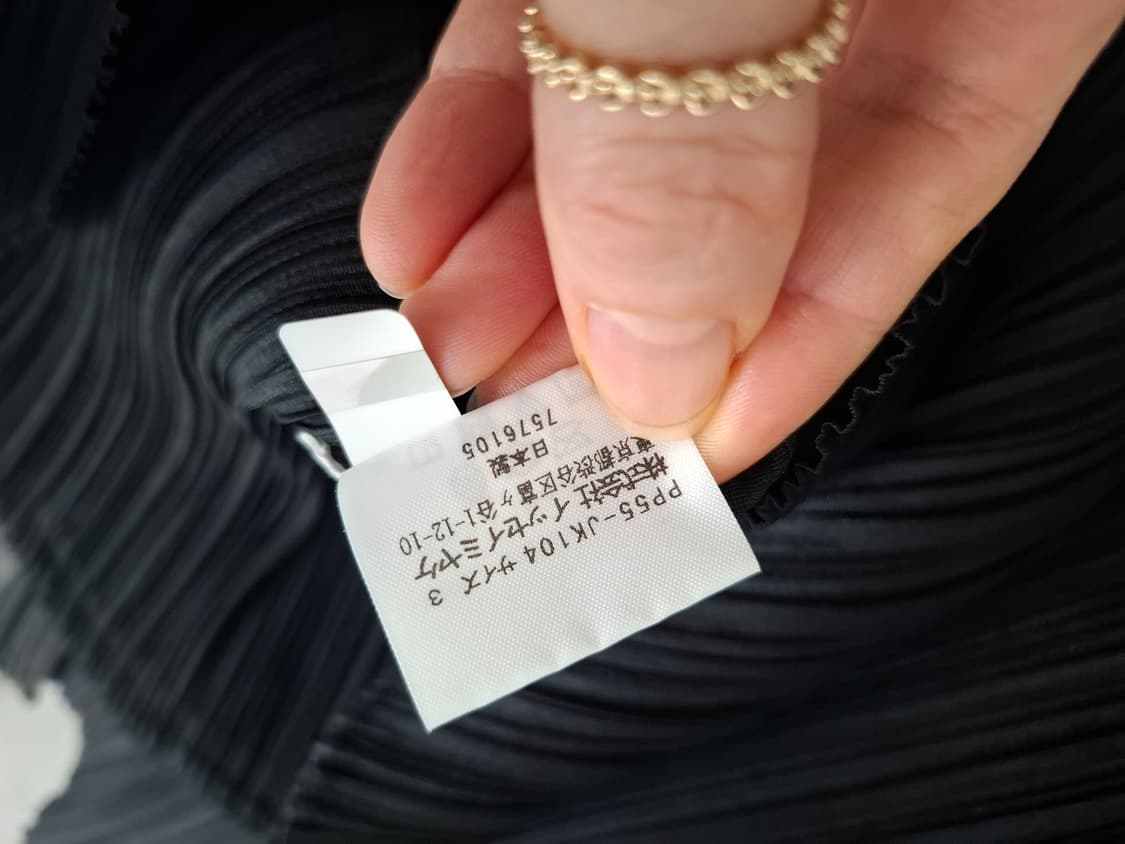 PP55-JK104 サイズ 3
株式会社 イッセイミヤケ
東京都渋谷区富ヶ谷1-12-10
日本製
7576105